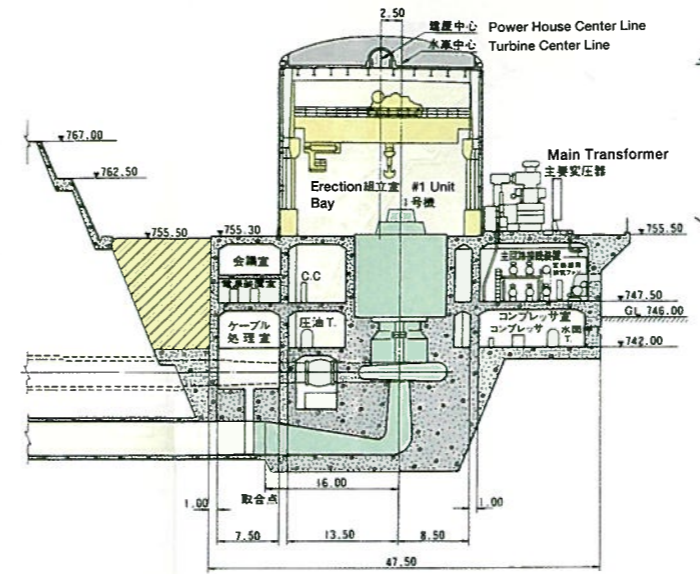 2.50
建屋中心 Power House Center Line
水車中心 Turbine Center Line
767.00
762.50
Main Transformer
主要変圧器
Erection 組立室 #1 Unit
Bay 1号機
755.50
755.30
755.50
会議室
C.C
747.50
GL 746.00
ケーブル
処理室
圧油T.
コンプレッサ室
コンプレッサ
742.00
16.00
取合点
1.00
1.00
7.50
13.50
8.50
47.50